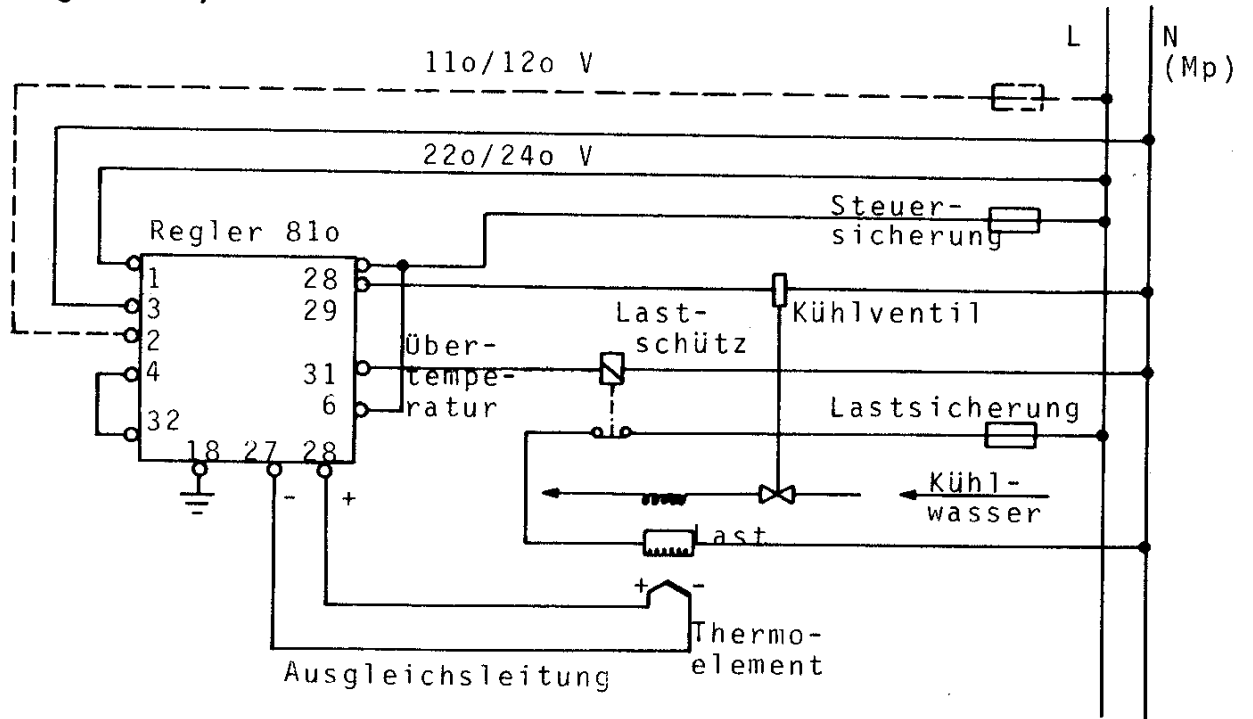 L
N
(Mp)
11o/12o V
22o/24o V
Steuer-
sicherung
Regler 81o
1
3
2
4
32
28
29
31
6
18
27
28
-
+
Über-
tempe-
ratur
Last-
schütz
Kühlventil
Lastsicherung
Kühl-
wasser
Last
+
-
Thermo-
element
Ausgleichsleitung